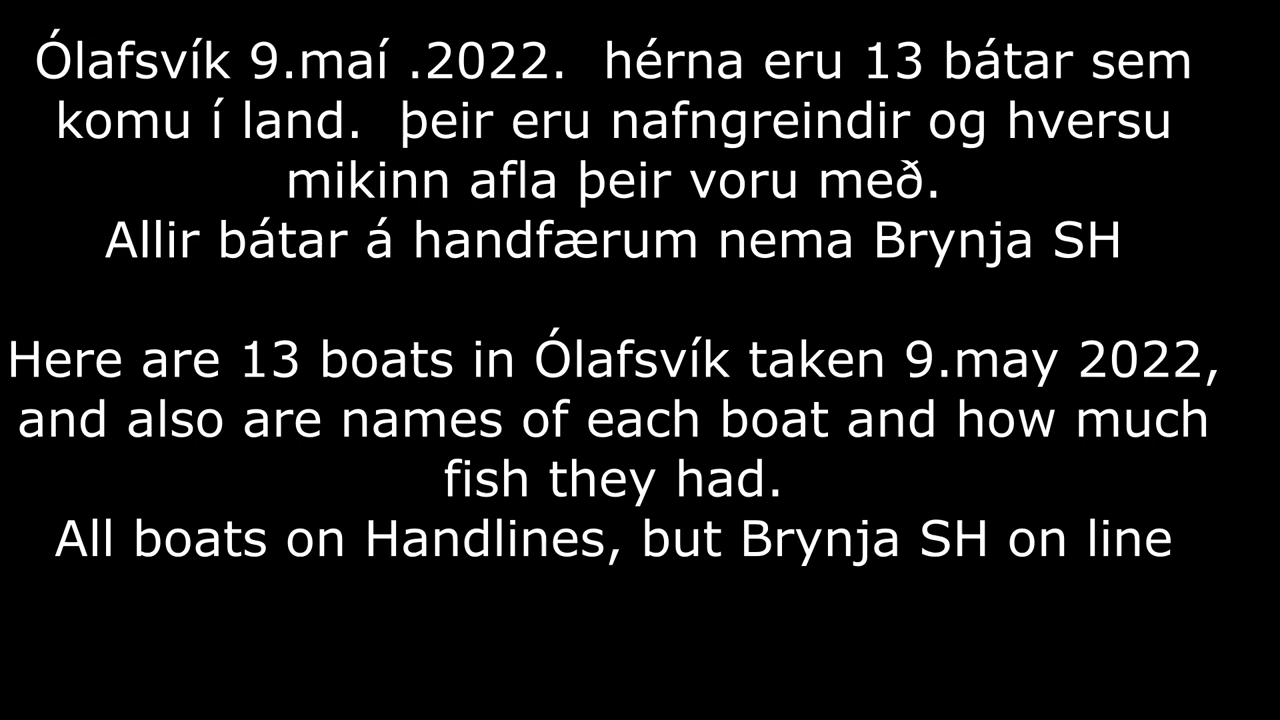 Ólafsvík 9.maí .2022.  hérna eru 13 bátar sem
komu í land.  þeir eru nafngreindir og hversu
mikinn afla þeir voru með.
Allir bátar á handfærum nema Brynja SH
Here are 13 boats in Ólafsvík taken 9.may 2022,
and also are names of each boat and how much
fish they had.
All boats on Handlines, but Brynja SH on line